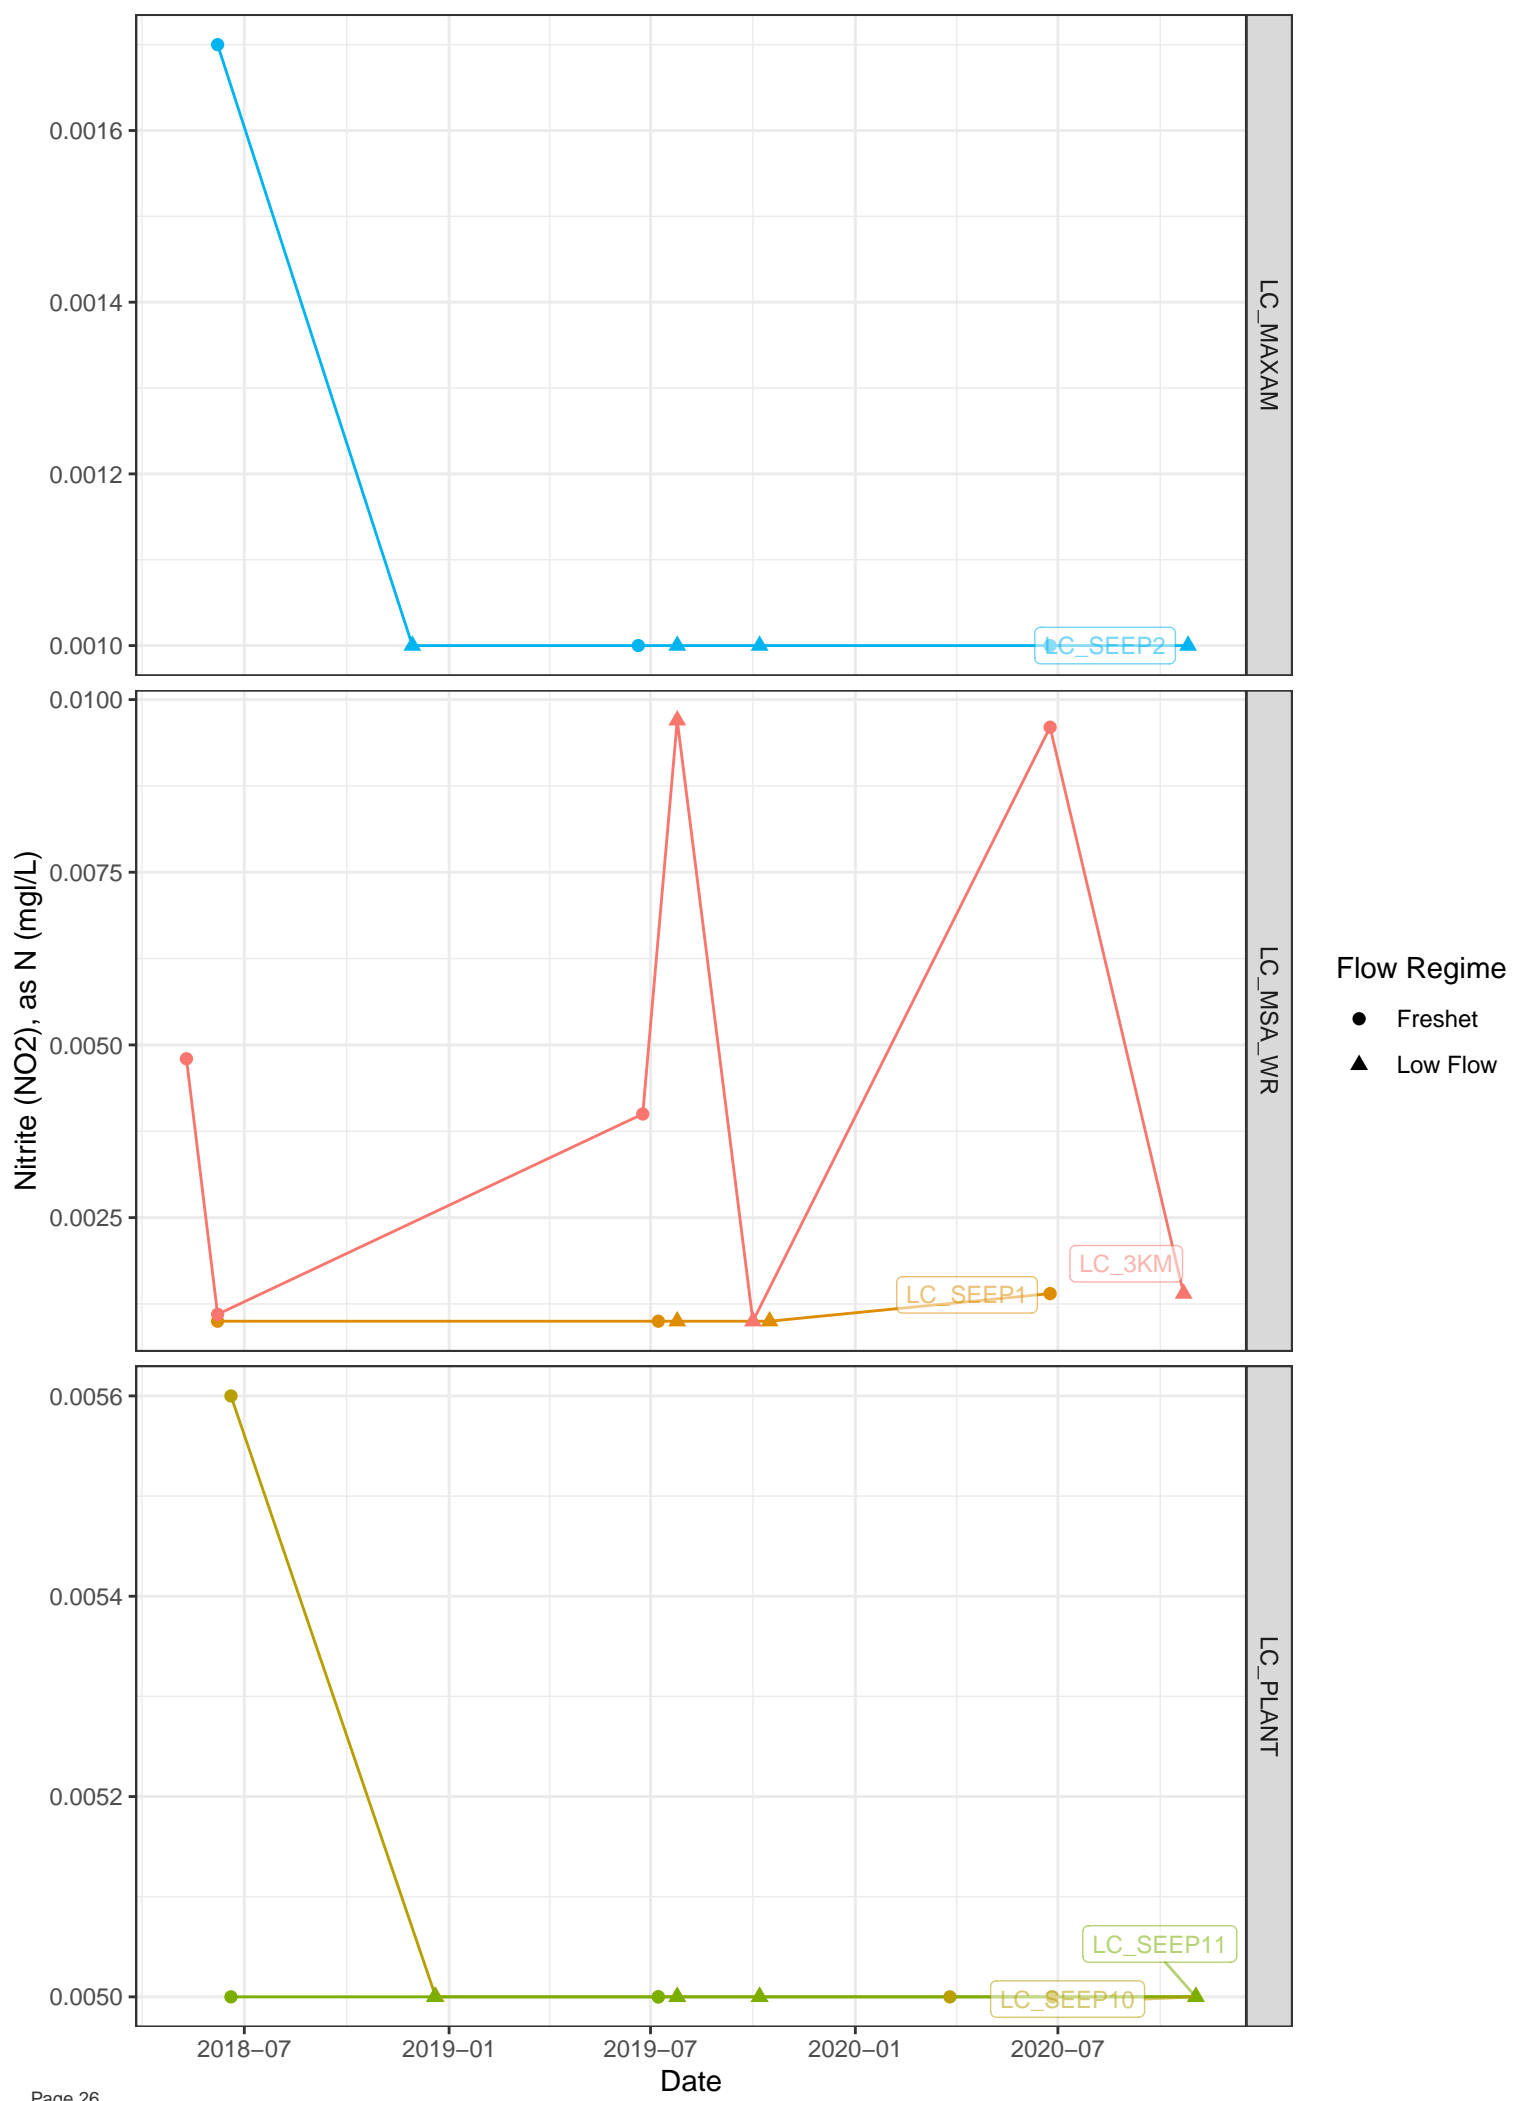 0.0016
0.0014
0.0012
0.0010
LC_SEEP2
LC_MAXAM
0.0100
0.0075
0.0050
0.0025
LC_3KM
LC_SEEP1
LC_MSA_WR
Nitrite (NO2), as N (mgl/L)
Flow Regime
Freshet
Low Flow
0.0056
0.0054
0.0052
0.0050
LC_SEEP11
LC_SEEP10
LC_PLANT
2018–07
2019–01
2019–07
2020–01
2020–07
Date
Page 26